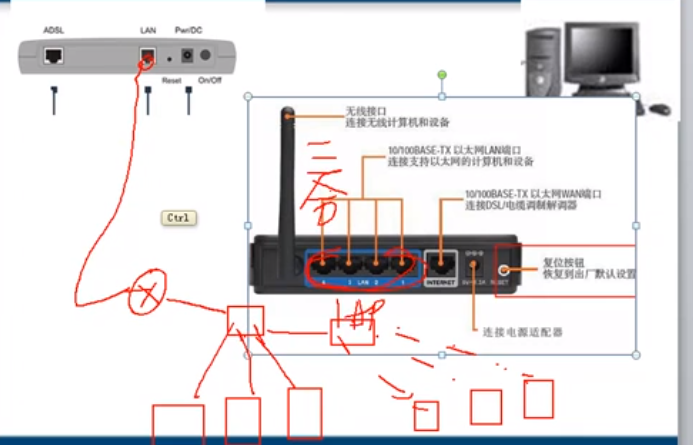 ADSL
LAN
Pwr/DC
Reset
On/Off
无线接口
连接无线计算机和设备
10/100BASE-TX 以太网LAN端口
连接支持以太网的计算机和设备
10/100BASE-TX 以太网WAN端口
连接DSL/电缆调制解调器
Ctrl
复位按钮
恢复到出厂默认设置
LAN
INTERNET
连接电源适配器